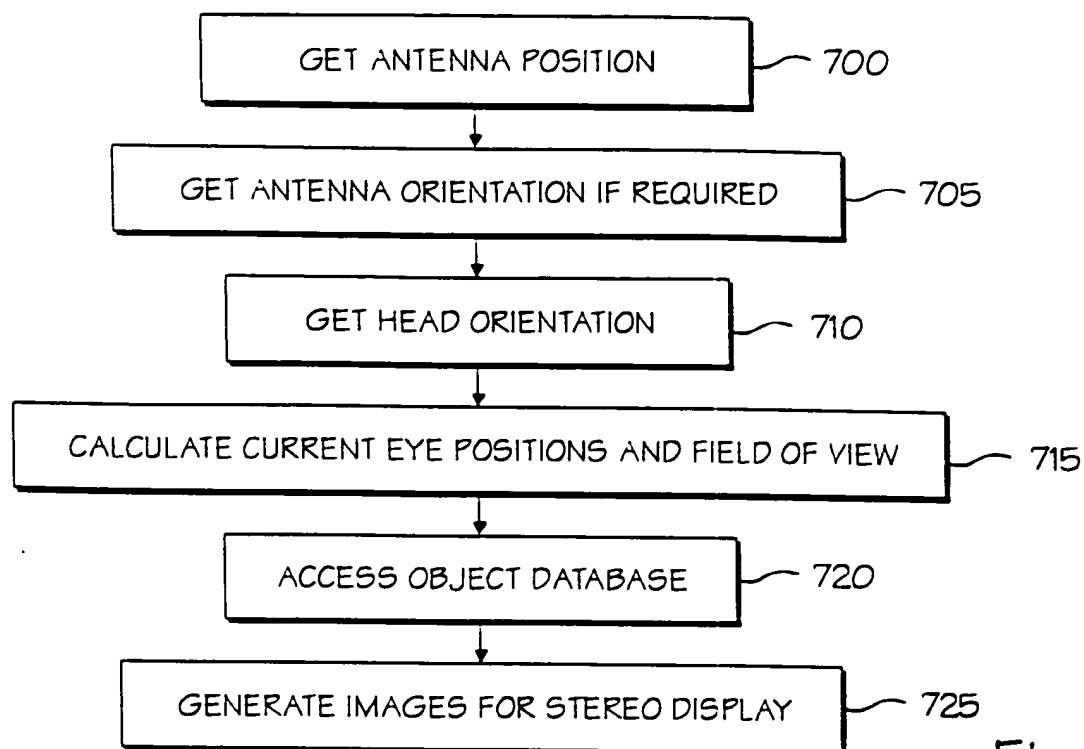 GET ANTENNA POSITION 700
GET ANTENNA ORIENTATION IF REQUIRED 705
GET HEAD ORIENTATION 710
CALCULATE CURRENT EYE POSITIONS AND FIELD OF VIEW 715
ACCESS OBJECT DATABASE 720
GENERATE IMAGES FOR STEREO DISPLAY 725